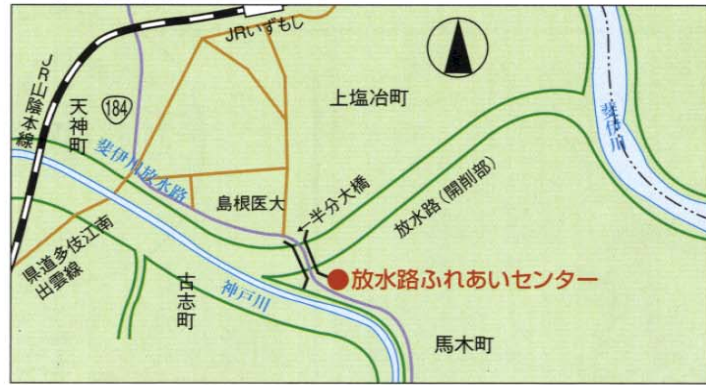 JRいずもし
JR山陰本線
天神町
184
上塩冶町
斐伊川
斐伊川放水路
島根医大
半分大橋
放水路(開削部)
県道多伎江南
出雲線
古志町
神戸川
放水路ふれあいセンター
馬木町